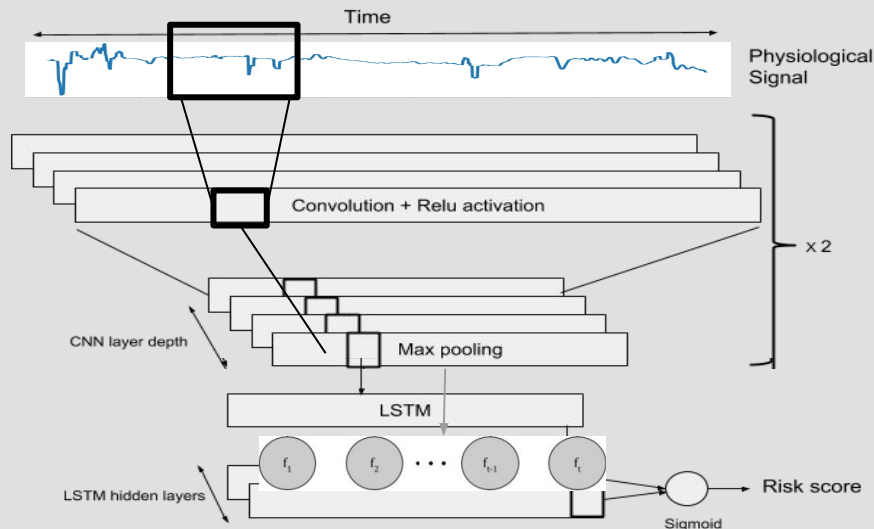 Time
Physiological
Signal
Convolution + Relu activation
x 2
CNN layer depth
Max pooling
LSTM
f1 f2 ••• ft-1 ft
LSTM hidden layers
Risk score
Sigmoid